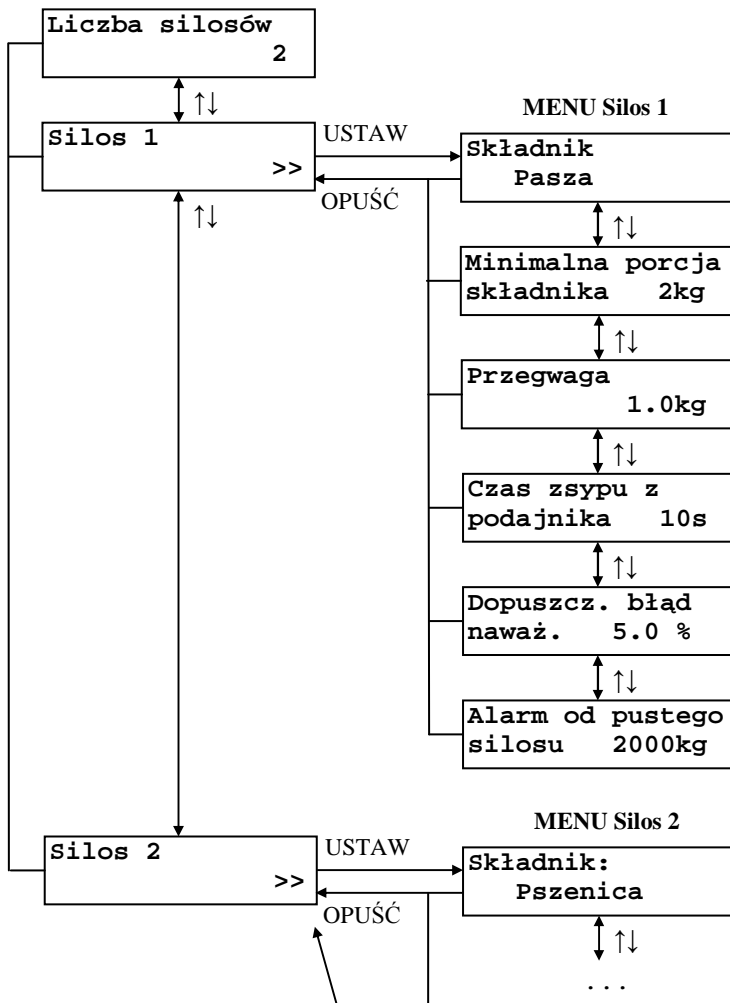 Liczba silosów
2
↑↓
MENU Silos 1
Silos 1
>>
USTAW
OPUŚĆ
↑↓
Składnik
Pasza
↑↓
Minimalna porcja
składnika 2kg
↑↓
Przegwaga
1.0kg
↑↓
Czas zsypu z
podajnika 10s
↑↓
Dopuszcz. błąd
naważ. 5.0 %
↑↓
Alarm od pustego
silosu 2000kg
MENU Silos 2
Silos 2
>>
USTAW
OPUŚĆ
Składnik:
Pszenica
↑↓
...